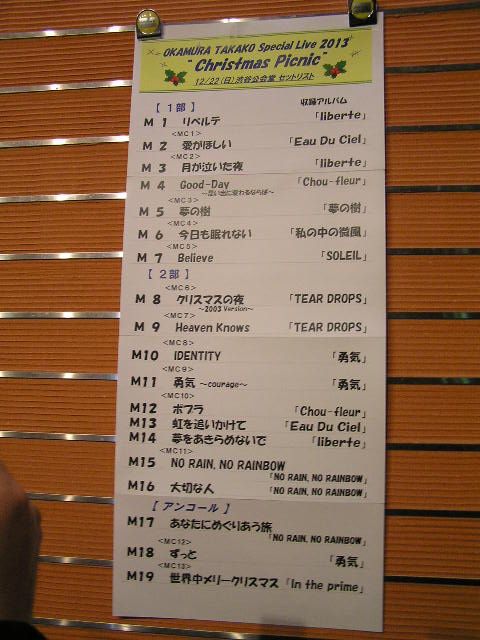 OKAMURA TAKAKO Special Live 2013
"Christmas Picnic"
12/22(日)渋谷公会堂 セットリスト
【1部】 収録アルバム
M 1 リベルテ 「liberte」
<MC1>
M 2 愛がほしい 「Eau Du Ciel」
<MC2>
M 3 月が泣いた夜 「liberte」
M 4 Good-Day 「Chou-fleur」
～思い出に変わるならば～
<MC3>
M 5 夢の樹 「夢の樹」
<MC4>
M 6 今日も眠れない 「私の中の微風」
<MC5>
M 7 Believe 「SOLEIL」
【2部】
<MC6>
M 8 クリスマスの夜 「TEAR DROPS」
～2003 Version～
<MC7>
M 9 Heaven Knows 「TEAR DROPS」
<MC8>
M10 IDENTITY 「勇気」
<MC9>
M11 勇気 ～courage～ 「勇気」
<MC10>
M12 ポプラ 「Chou-fleur」
M13 虹を追いかけて 「Eau Du Ciel」
M14 夢をあきらめないで 「liberte」
<MC11>
M15 NO RAIN, NO RAINBOW
「NO RAIN, NO RAINBOW」
M16 大切な人 「NO RAIN, NO RAINBOW」
【アンコール】
M17 あなたにめぐりあう旅
「NO RAIN, NO RAINBOW」
<MC12>
M18 ずっと 「勇気」
<MC13>
M19 世界中メリークリスマス 「In the prime」